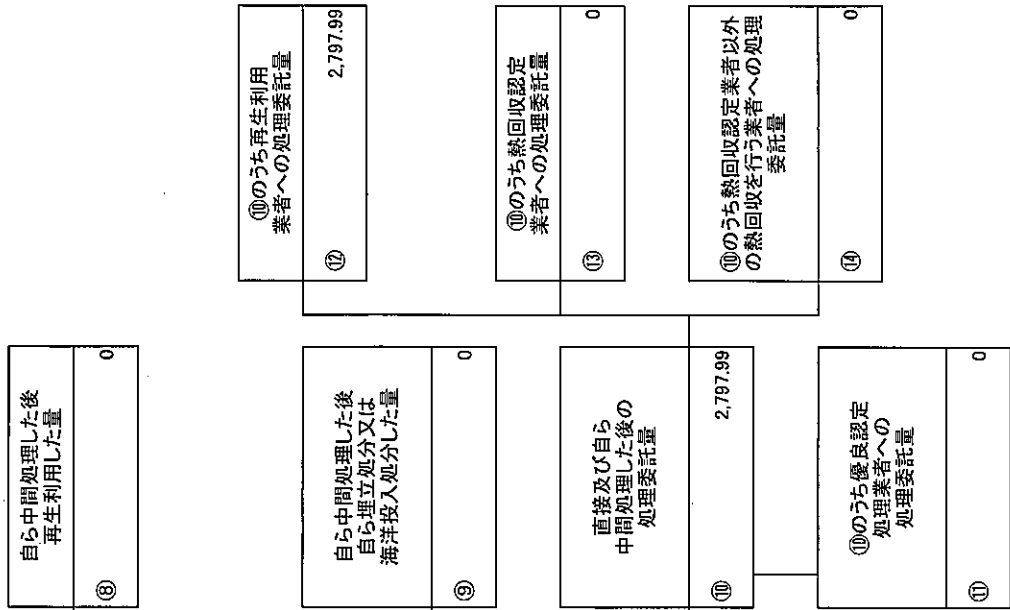 自ら中間処理した後
再生利用した量
⑧ 0
自ら中間処理した後
自ら埋立処分又は
海洋投入処分した量
⑨ 0
直接及び自ら
中間処理した後の
処理委託量
⑩ 2,797.99
⑩のうち優良認定
処理業者への
処理委託量
⑪ 0
⑩のうち再生利用
業者への処理委託量
⑫ 2,797.99
⑩のうち熱回収認定
業者への処理委託量
⑬ 0
⑩のうち熱回収認定業者以外
の熱回収を行う業者への処理
委託量
⑭ 0